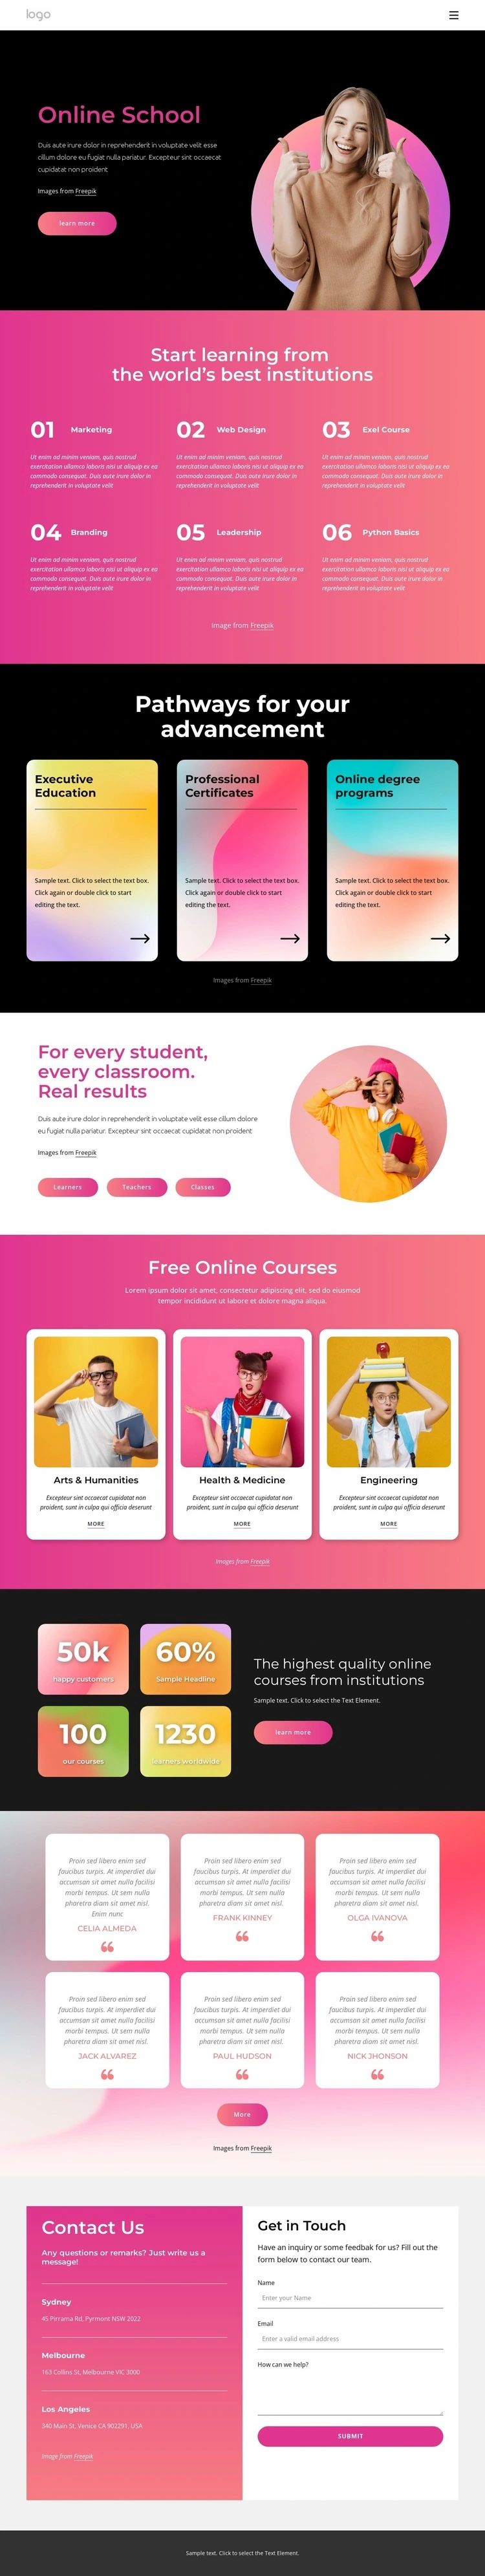 logo
Online School
Duis aute irure dolor in voluptate velit esse
cillum dolore eu fugiat nulla pariatur. Excepteur sint occaecat
cupidatat non proident
Images from Freepik
learn more
Start learning from
the world's best institutions
01 Marketing
Ut enim ad minim veniam, quis nostrud
exercitation ullamco laboris nisi ut aliquip ex ea
commodo consequat. Duis aute irure dolor in
reprehenderit in voluptate velit
02 Web Design
Ut enim ad minim veniam, quis nostrud
exercitation ullamco laboris nisi ut aliquip ex ea
commodo consequat. Duis aute irure dolor in
reprehenderit in voluptate velit
03 Exel Course
Ut enim ad minim veniam, quis nostrud
exercitation ullamco laboris nisi ut aliquip ex ea
commodo consequat. Duis aute irure dolor in
reprehenderit in voluptate velit
04 Branding
Ut enim ad minim veniam, quis nostrud
exercitation ullamco laboris nisi ut aliquip ex ea
commodo consequat. Duis aute irure dolor in
reprehenderit in voluptate velit
05 Leadership
Ut enim ad minim veniam, quis nostrud
exercitation ullamco laboris nisi ut aliquip ex ea
commodo consequat. Duis aute irure dolor in
reprehenderit in voluptate velit
06 Python Basics
Ut enim ad minim veniam, quis nostrud
exercitation ullamco laboris nisi ut aliquip ex ea
commodo consequat. Duis aute irure dolor in
reprehenderit in voluptate velit
Image from Freepik
Pathways for your
advancement
Executive
Education
Sample text. Click to select the text box.
Click again or double click to start
editing the text.
Professional
Certificates
Sample text. Click to select the text box.
Click again or double click to start
editing the text.
Online degree
programs
Sample text. Click to select the text box.
Click again or double click to start
editing the text.
Images from Freepik
For every student,
every classroom.
Real results
Duis aute irure dolor in reprehenderit in voluptate velit esse cillum dolore
eu fugiat nulla pariatur. Excepteur sint occaecat cupidatat non proident
Images from Freepik
Learners
Teachers
Classes
Free Online Courses
Lorem ipsum dolor sit amet, consectetur adipiscing elit, sed do eiusmod
tempor incididunt ut labore et dolore magna aliqua.
Arts & Humanities
Excepteur sint occaecat cupidatat non
proident, sunt in culpa qui officia deserunt
MORE
Health & Medicine
Excepteur sint occaecat cupidatat non
proident, sunt in culpa qui officia deserunt
MORE
Engineering
Excepteur sint occaecat cupidatat non
proident, sunt in culpa qui officia deserunt
MORE
Images from Freepik
50k
happy customers
60%
Sample Headline
100
our courses
1230
learners worldwide
The highest quality online
courses from institutions
Sample text. Click to select the Text Element.
learn more
Proin sed libero enim sed
faucibus turpis. At imperdiet dui
accumsan sit amet nulla facilisi
morbi tempus. Ut sem nulla
pharetra diam sit amet nisl.
Enim nunc
CELIA ALMEDA
Proin sed libero enim sed
faucibus turpis. At imperdiet dui
accumsan sit amet nulla facilisi
morbi tempus. Ut sem nulla
pharetra diam sit amet nisl.
FRANK KINNEY
Proin sed libero enim sed
faucibus turpis. At imperdiet dui
accumsan sit amet nulla facilisi
morbi tempus. Ut sem nulla
pharetra diam sit amet nisl.
OLGA IVANOVA
Proin sed libero enim sed
faucibus turpis. At imperdiet dui
accumsan sit amet nulla facilisi
morbi tempus. Ut sem nulla
pharetra diam sit amet nisl.
JACK ALVAREZ
Proin sed libero enim sed
faucibus turpis. At imperdiet dui
accumsan sit amet nulla facilisi
morbi tempus. Ut sem nulla
pharetra diam sit amet nisl.
PAUL HUDSON
Proin sed libero enim sed
faucibus turpis. At imperdiet dui
accumsan sit amet nulla facilisi
morbi tempus. Ut sem nulla
pharetra diam sit amet nisl.
NICK JHONSON
More
Images from Freepik
Contact Us
Any questions or remarks? Just write us a
message!
Sydney
45 Pirrama Rd, Pyrmont NSW 2022
Melbourne
163 Collins St, Melbourne VIC 3000
Los Angeles
340 Main St, Venice CA 902291, USA
Image from Freepik
Get in Touch
Have an inquiry or some feedbak for us? Fill out the
form below to contact our team.
Name
Enter your Name
Email
Enter a valid email address
How can we help?
SUBMIT
Sample text. Click to select the Text Element.